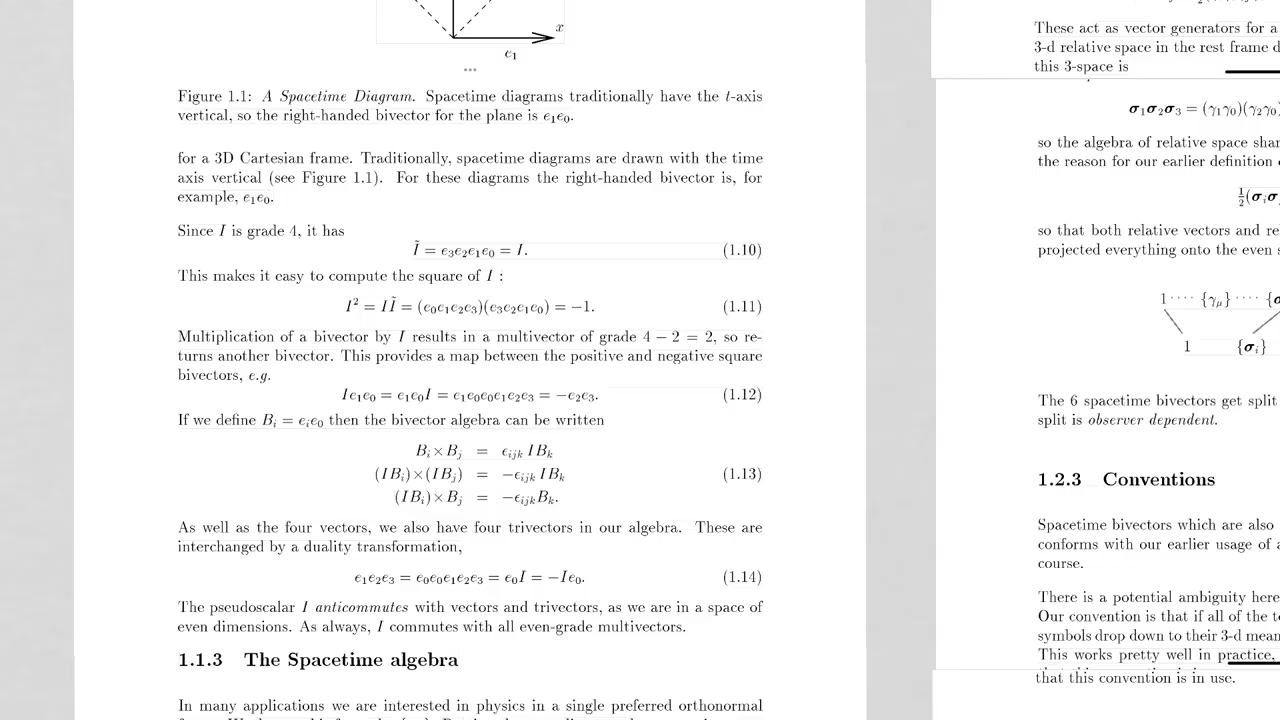 x
e₁
...
Figure 1.1: A Spacetime Diagram. Spacetime diagrams traditionally have the t-axis
vertical, so the right-handed bivector for the plane is e₁e₀.
for a 3D Cartesian frame. Traditionally, spacetime diagrams are drawn with the time
axis vertical (see Figure 1.1). For these diagrams the right-handed bivector is, for
example, e₁e₀.
Since I is grade 4, it has
Ĩ = e₃e₂e₁e₀ = I. (1.10)
This makes it easy to compute the square of I :
I² = IĨ = (e₀e₁e₂e₃)(e₃e₂e₁e₀) = −1. (1.11)
Multiplication of a bivector by I results in a multivector of grade 4 − 2 = 2, so re-
turns another bivector. This provides a map between the positive and negative square
bivectors, e.g.
Ie₁e₀ = e₁e₀I = e₁e₀e₀e₁e₂e₃ = −e₂e₃. (1.12)
If we define Bᵢ = eᵢe₀ then the bivector algebra can be written
Bᵢ×Bⱼ = ϵᵢⱼₖ IBₖ
(IBᵢ)×(IBⱼ) = −ϵᵢⱼₖ IBₖ (1.13)
(IBᵢ)×Bⱼ = −ϵᵢⱼₖBₖ.
As well as the four vectors, we also have four trivectors in our algebra. These are
interchanged by a duality transformation,
e₁e₂e₃ = e₀e₀e₁e₂e₃ = e₀I = −Ie₀. (1.14)
The pseudoscalar I anticommutes with vectors and trivectors, as we are in a space of
even dimensions. As always, I commutes with all even-grade multivectors.
1.1.3 The Spacetime algebra
In many applications we are interested in physics in a single preferred orthonormal
These act as vector generators for a
3-d relative space in the rest frame d
this 3-space is
σ₁σ₂σ₃ = (γ₁γ₀)(γ₂γ₀)
so the algebra of relative space shar
the reason for our earlier definition
½(σᵢσ
so that both relative vectors and rel
projected everything onto the even s
1 ···· {γμ} ···· {σ
1 {σᵢ}
The 6 spacetime bivectors get split
split is observer dependent.
1.2.3 Conventions
Spacetime bivectors which are also
conforms with our earlier usage of a
course.
There is a potential ambiguity here
Our convention is that if all of the te
symbols drop down to their 3-d mean
This works pretty well in practice,
that this convention is in use.